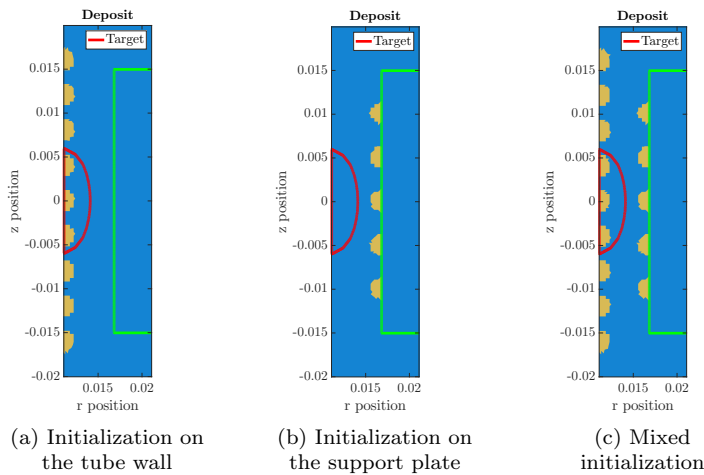 Deposit
Target
0.015
0.01
0.005
0
-0.005
-0.01
-0.015
-0.02
z position
0.015 0.02
r position
(a) Initialization on
the tube wall
Deposit
Target
0.015
0.01
0.005
0
-0.005
-0.01
-0.015
-0.02
z position
0.015 0.02
r position
(b) Initialization on
the support plate
Deposit
Target
0.015
0.01
0.005
0
-0.005
-0.01
-0.015
-0.02
z position
0.015 0.02
r position
(c) Mixed
initialization